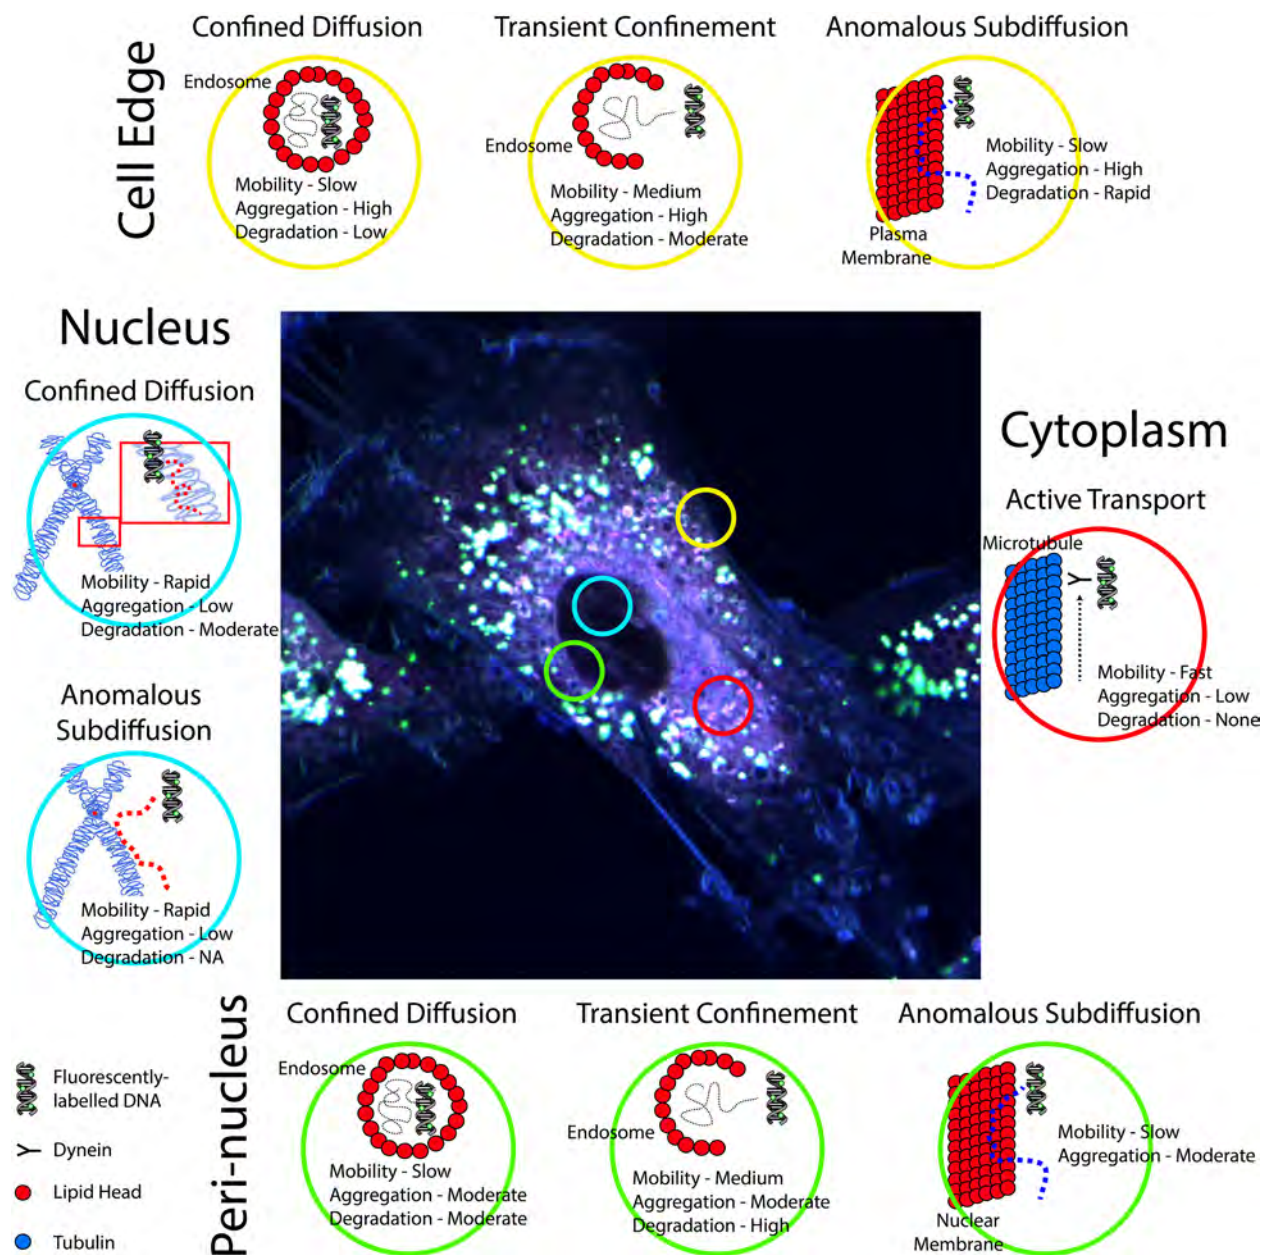 Cell Edge
Confined Diffusion
Endosome
Mobility - Slow
Aggregation - High
Degradation - Low
Transient Confinement
Endosome
Mobility - Medium
Aggregation - High
Degradation - Moderate
Anomalous Subdiffusion
Mobility - Slow
Aggregation - High
Degradation - Rapid
Plasma
Membrane
Nucleus
Confined Diffusion
Mobility - Rapid
Aggregation - Low
Degradation - Moderate
Anomalous
Subdiffusion
Mobility - Rapid
Aggregation - Low
Degradation - NA
Cytoplasm
Active Transport
Microtubule
Mobility - Fast
Aggregation - Low
Degradation - None
Peri-nucleus
Confined Diffusion
Endosome
Mobility - Slow
Aggregation - Moderate
Degradation - Moderate
Transient Confinement
Endosome
Mobility - Medium
Aggregation - Moderate
Degradation - High
Anomalous Subdiffusion
Mobility - Slow
Aggregation - Moderate
Nuclear
Membrane
Fluorescently-
labelled DNA
Dynein
Lipid Head
Tubulin